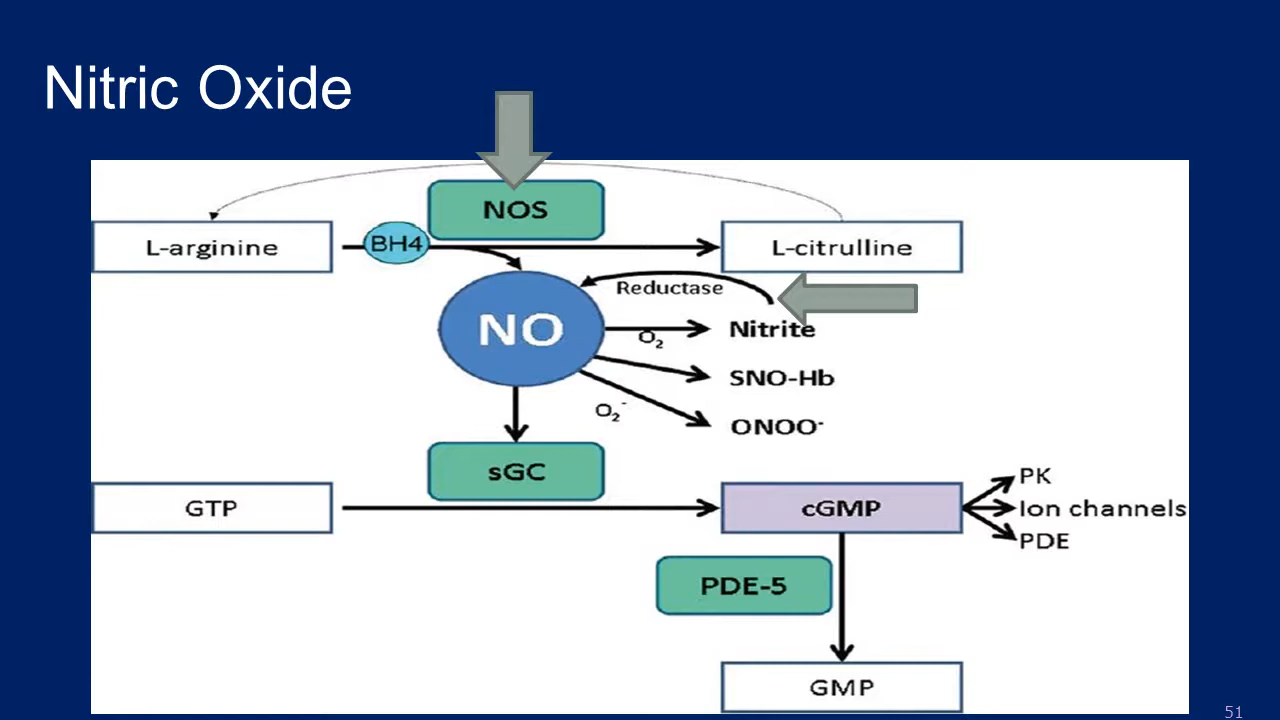 Nitric Oxide
NOS
L-arginine
BH4
L-citrulline
Reductase
NO
O₂
Nitrite
SNO-Hb
O₂⁻
ONOO⁻
sGC
GTP
cGMP
PK
Ion channels
PDE
PDE-5
GMP
51